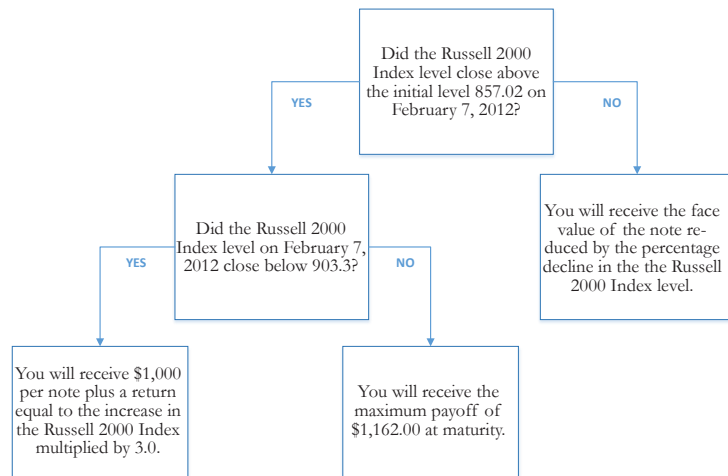 Did the Russell 2000
Index level close above
the initial level 857.02 on
February 7, 2012?
YES
NO
Did the Russell 2000
Index level on February 7,
2012 close below 903.3?
You will receive the face
value of the note re-
duced by the percentage
decline in the the Russell
2000 Index level.
YES
NO
You will receive $1,000
per note plus a return
equal to the increase in
the Russell 2000 Index
multiplied by 3.0.
You will receive the
maximum payoff of
$1,162.00 at maturity.